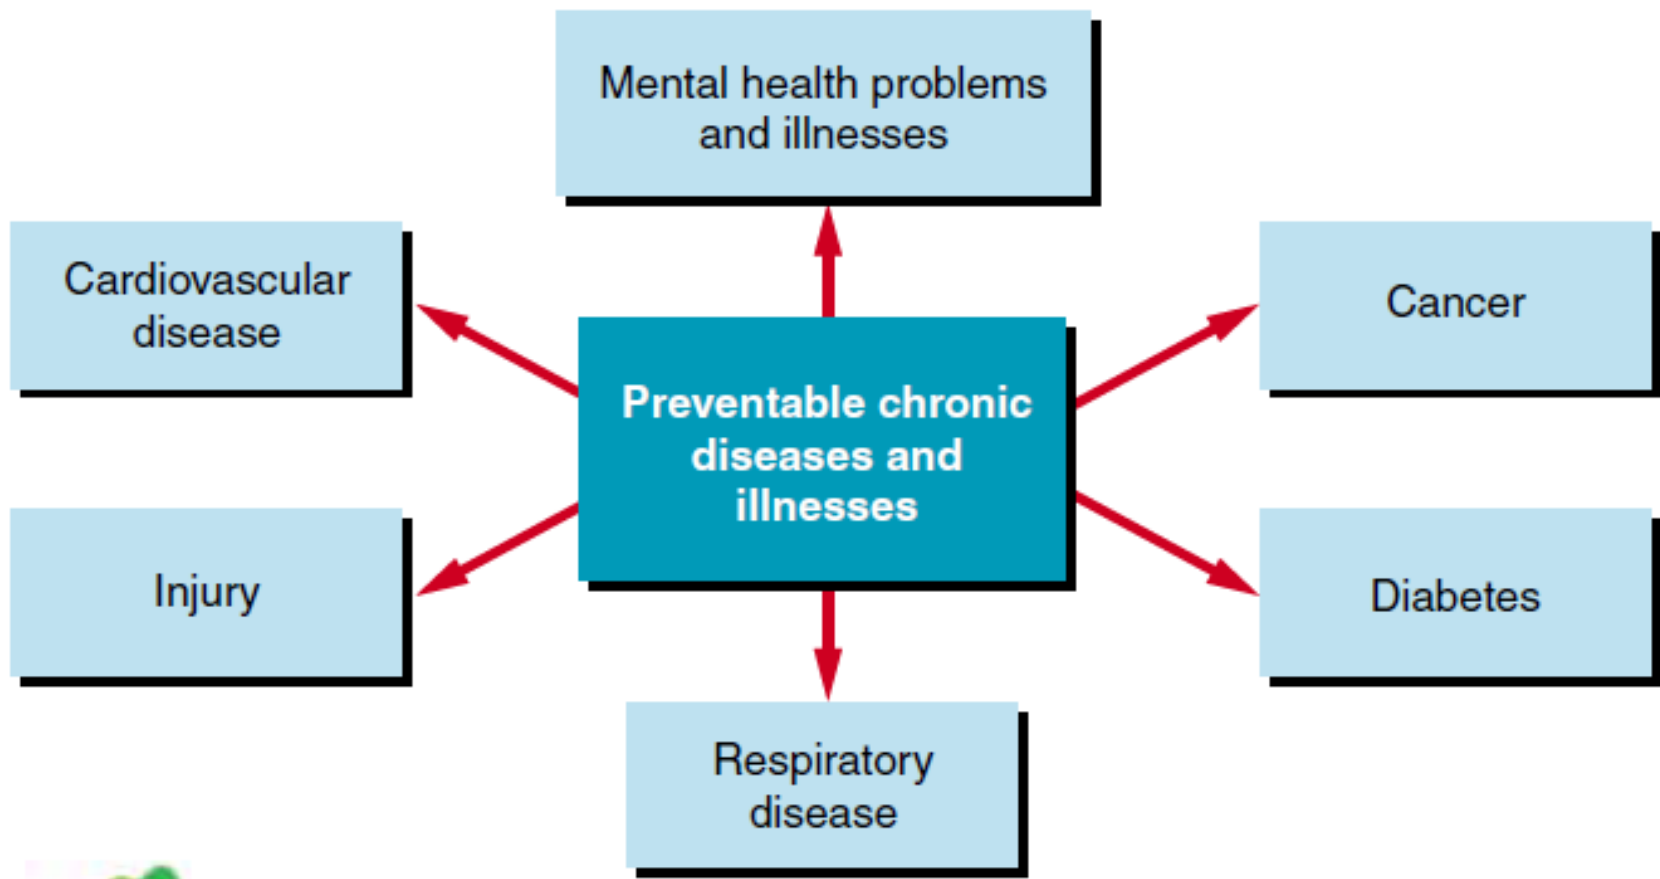 Mental health problems
and illnesses
Cardiovascular
disease
Cancer
Preventable chronic
diseases and
illnesses
Injury
Diabetes
Respiratory
disease